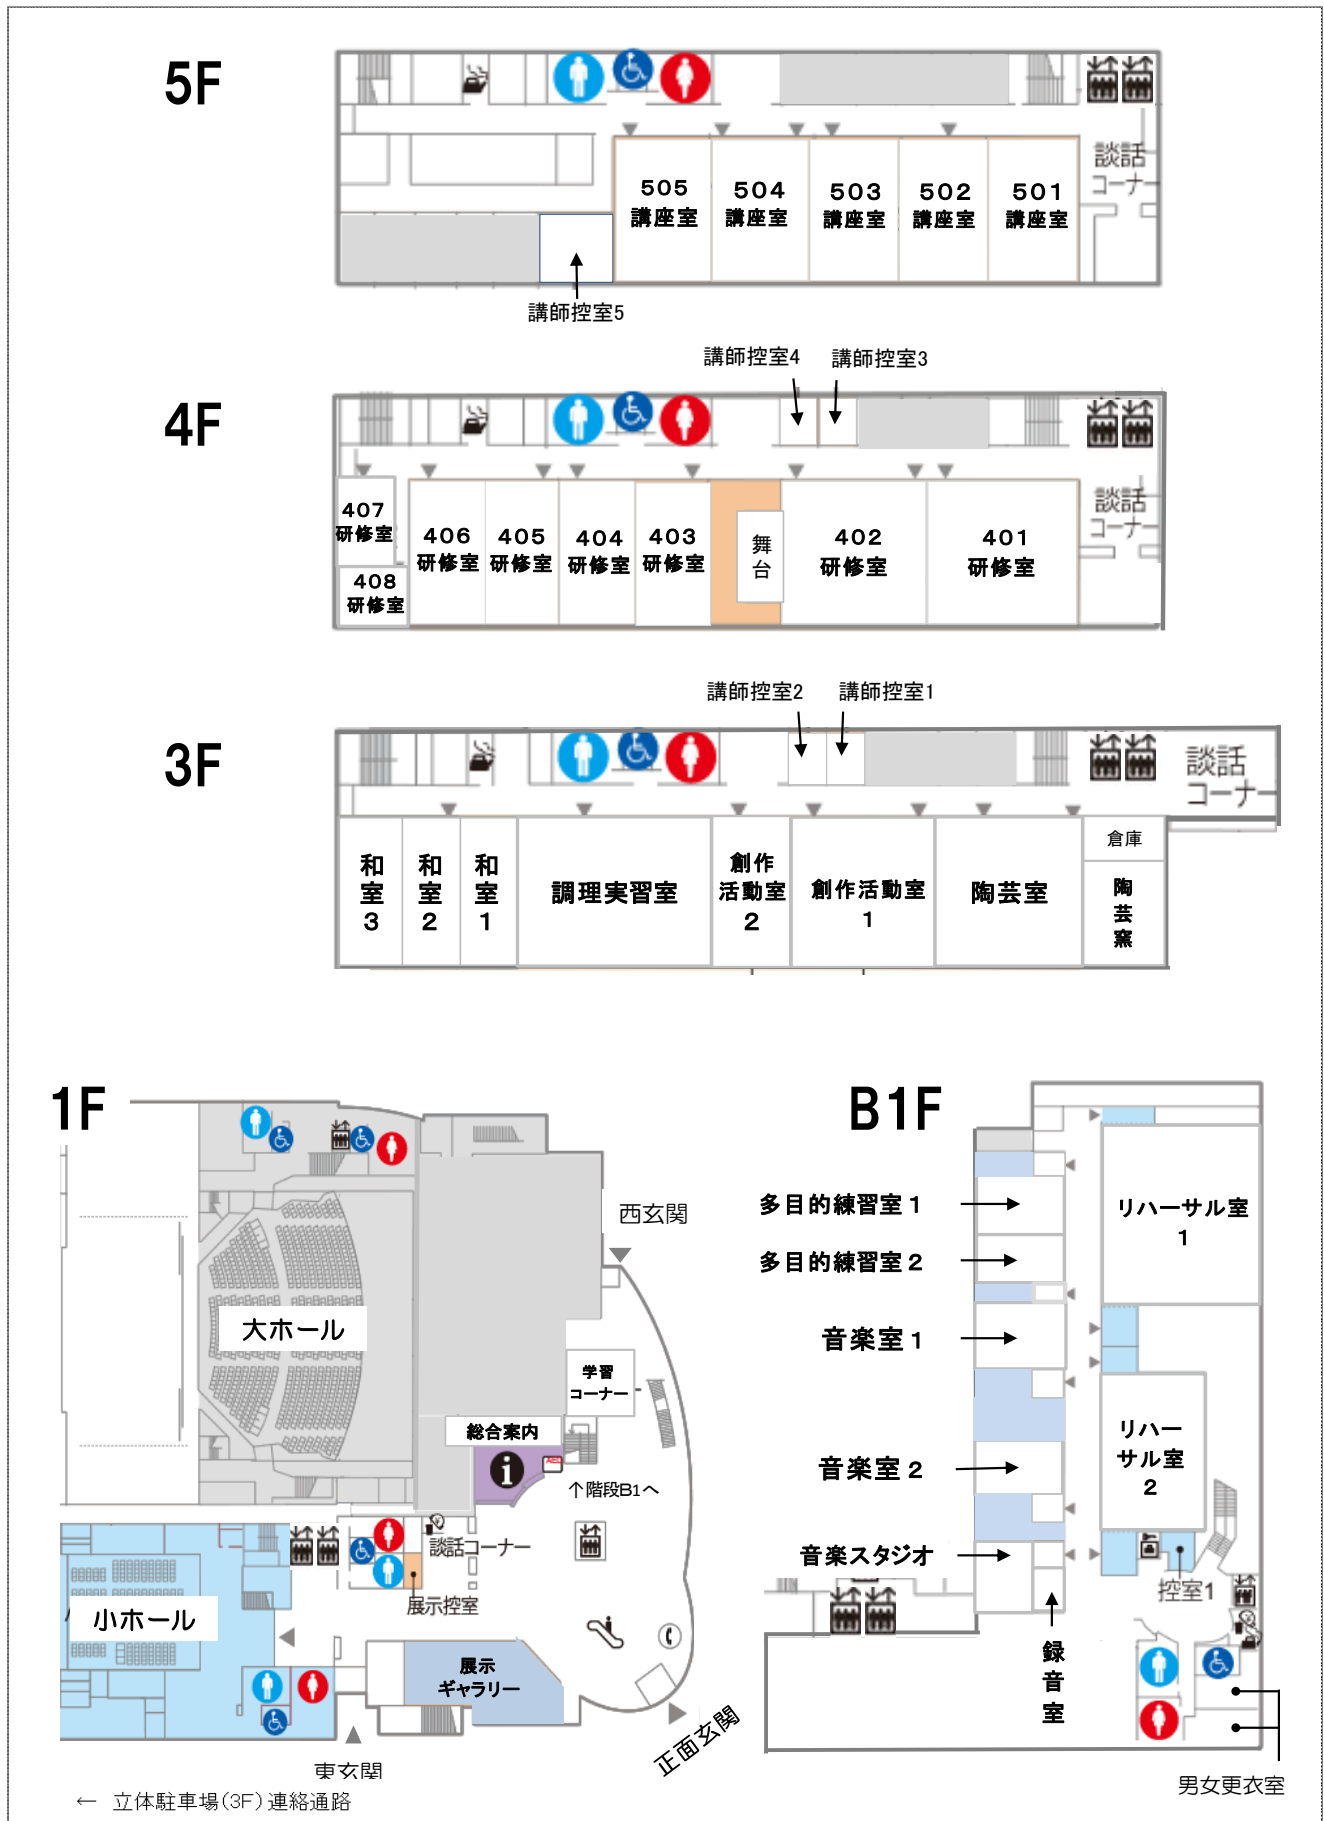 5F
談話
コーナー
505
講座室
504
講座室
503
講座室
502
講座室
501
講座室
講師控室5
講師控室4
講師控室3
4F
談話
コーナー
407
研修室
408
研修室
406
研修室
405
研修室
404
研修室
403
研修室
舞台
402
研修室
401
研修室
講師控室2
講師控室1
3F
談話
コーナー
和室3
和室2
和室1
調理実習室
創作
活動室
2
創作活動室
1
陶芸室
倉庫
陶芸窯
1F
西玄関
大ホール
学習
コーナー
総合案内
i
AED
↑階段B1へ
談話コーナー
展示控室
小ホール
展示
ギャラリー
正面玄関
東玄関
← 立体駐車場(3F)連絡通路
B1F
多目的練習室1
多目的練習室2
音楽室1
音楽室2
音楽スタジオ
リハーサル室
1
リハー
サル室
2
控室1
録音室
男女更衣室